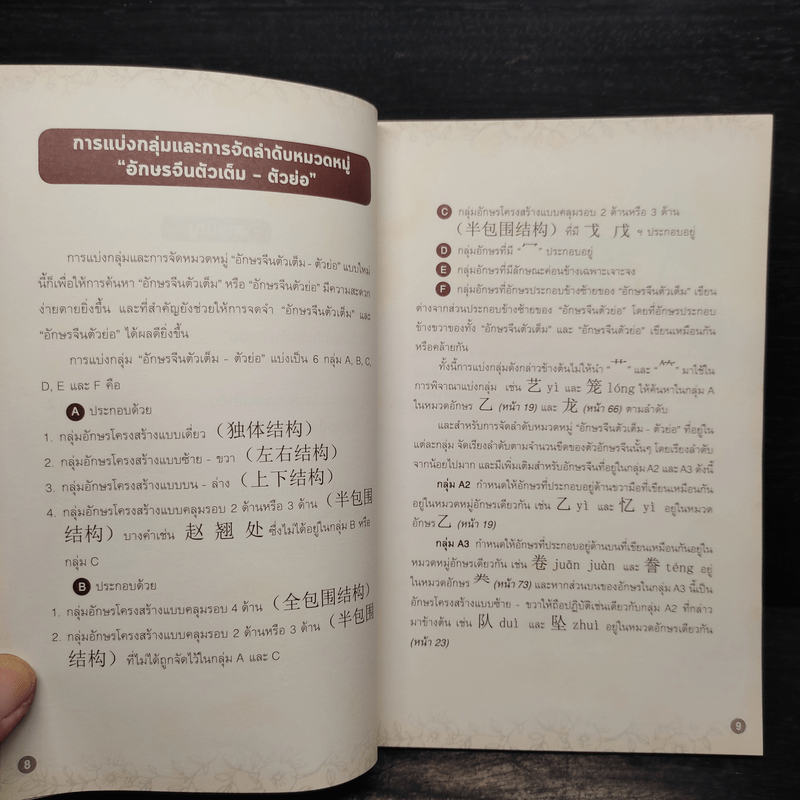 การแบ่งกลุ่มและการจัดลำดับหมวดหมู่
“อักษรจีนตัวเต็ม – ตัวย่อ”
การแบ่งกลุ่มและการจัดหมวดหมู่ “อักษรจีนตัวเต็ม - ตัวย่อ” แบบใหม่
นี้ก็เพื่อให้การค้นหา “อักษรจีนตัวเต็ม” หรือ “อักษรจีนตัวย่อ” มีความสะดวก
ง่ายดายยิ่งขึ้น และที่สำคัญยังช่วยให้การจดจำ “อักษรจีนตัวเต็ม” และ
“อักษรจีนตัวย่อ” ได้ผลดียิ่งขึ้น
การแบ่งกลุ่ม “อักษรจีนตัวเต็ม – ตัวย่อ” แบ่งเป็น 6 กลุ่ม A, B, C,
D, E และ F คือ
A ประกอบด้วย
1. กลุ่มอักษรโครงสร้างแบบเดี่ยว (独体结构)
2. กลุ่มอักษรโครงสร้างแบบซ้าย - ขวา (左右结构)
3. กลุ่มอักษรโครงสร้างแบบบน - ล่าง (上下结构)
4. กลุ่มอักษรโครงสร้างแบบคลุมรอบ 2 ด้านหรือ 3 ด้าน (半包围
结构) บางคำเช่น 赵 翘 处 ซึ่งไม่ได้อยู่ในกลุ่ม B หรือ
กลุ่ม C
B ประกอบด้วย
1. กลุ่มอักษรโครงสร้างแบบคลุมรอบ 4 ด้าน (全包围结构)
2. กลุ่มอักษรโครงสร้างแบบคลุมรอบ 2 ด้านหรือ 3 ด้าน (半包围
结构) ที่ไม่ได้ถูกจัดไว้ในกลุ่ม A และ C
8
C กลุ่มอักษรโครงสร้างแบบคลุมรอบ 2 ด้านหรือ 3 ด้าน
(半包围结构) ที่มี 戈 戊 ฯ ประกอบอยู่
D กลุ่มอักษรที่มี “冖” ประกอบอยู่
E กลุ่มอักษรที่มีลักษณะค่อนข้างเฉพาะเจาะจง
F กลุ่มอักษรที่อักษรประกอบข้างซ้ายของ “อักษรจีนตัวเต็ม” เขียน
ต่างจากส่วนประกอบข้างซ้ายของ “อักษรจีนตัวย่อ” โดยที่อักษรประกอบ
ข้างขวาของทั้ง “อักษรจีนตัวเต็ม” และ “อักษรจีนตัวย่อ” เขียนเหมือนกัน
หรือคล้ายกัน
ทั้งนี้การแบ่งกลุ่มดังกล่าวข้างต้นไม่ให้นำ “艹” และ “⺮” มาใช้ใน
การพิจาณาแบ่งกลุ่ม เช่น 艺 yì และ 笼 lóng ให้ค้นหาในกลุ่ม A
ในหมวดอักษร 乙 (หน้า 19) และ 龙 (หน้า 66) ตามลำดับ
และสำหรับการจัดลำดับหมวดหมู่ “อักษรจีนตัวเต็ม - ตัวย่อ” ที่อยู่ใน
แต่ละกลุ่ม จัดเรียงลำดับตามจำนวนขีดของตัวอักษรจีนนั้นๆ โดยเรียงลำดับ
จากน้อยไปมาก และมีเพิ่มเติมสำหรับอักษรจีนที่อยู่ในกลุ่ม A2 และ A3 ดังนี้
กลุ่ม A2 กำหนดให้อักษรที่ประกอบอยู่ด้านขวามือที่เขียนเหมือนกัน
อยู่ในหมวดหมู่อักษรเดียวกัน เช่น 乙 yì และ 忆 yì อยู่ในหมวด
อักษร 乙 (หน้า 19)
กลุ่ม A3 กำหนดให้อักษรที่ประกอบอยู่ด้านบนที่เขียนเหมือนกันอยู่ใน
หมวดหมู่อักษรเดียวกัน เช่น 卷 juǎn juàn และ 誊 téng อยู่
ในหมวดอักษร 龹 (หน้า 73) และหากส่วนบนของอักษรในกลุ่ม A3 นี้เป็น
อักษรโครงสร้างแบบซ้าย - ขวาให้ถือปฏิบัติเช่นเดียวกับกลุ่ม A2 ที่กล่าว
มาข้างต้น เช่น 队 duì และ 坠 zhuì อยู่ในหมวดอักษรเดียวกัน
(หน้า 23)
9